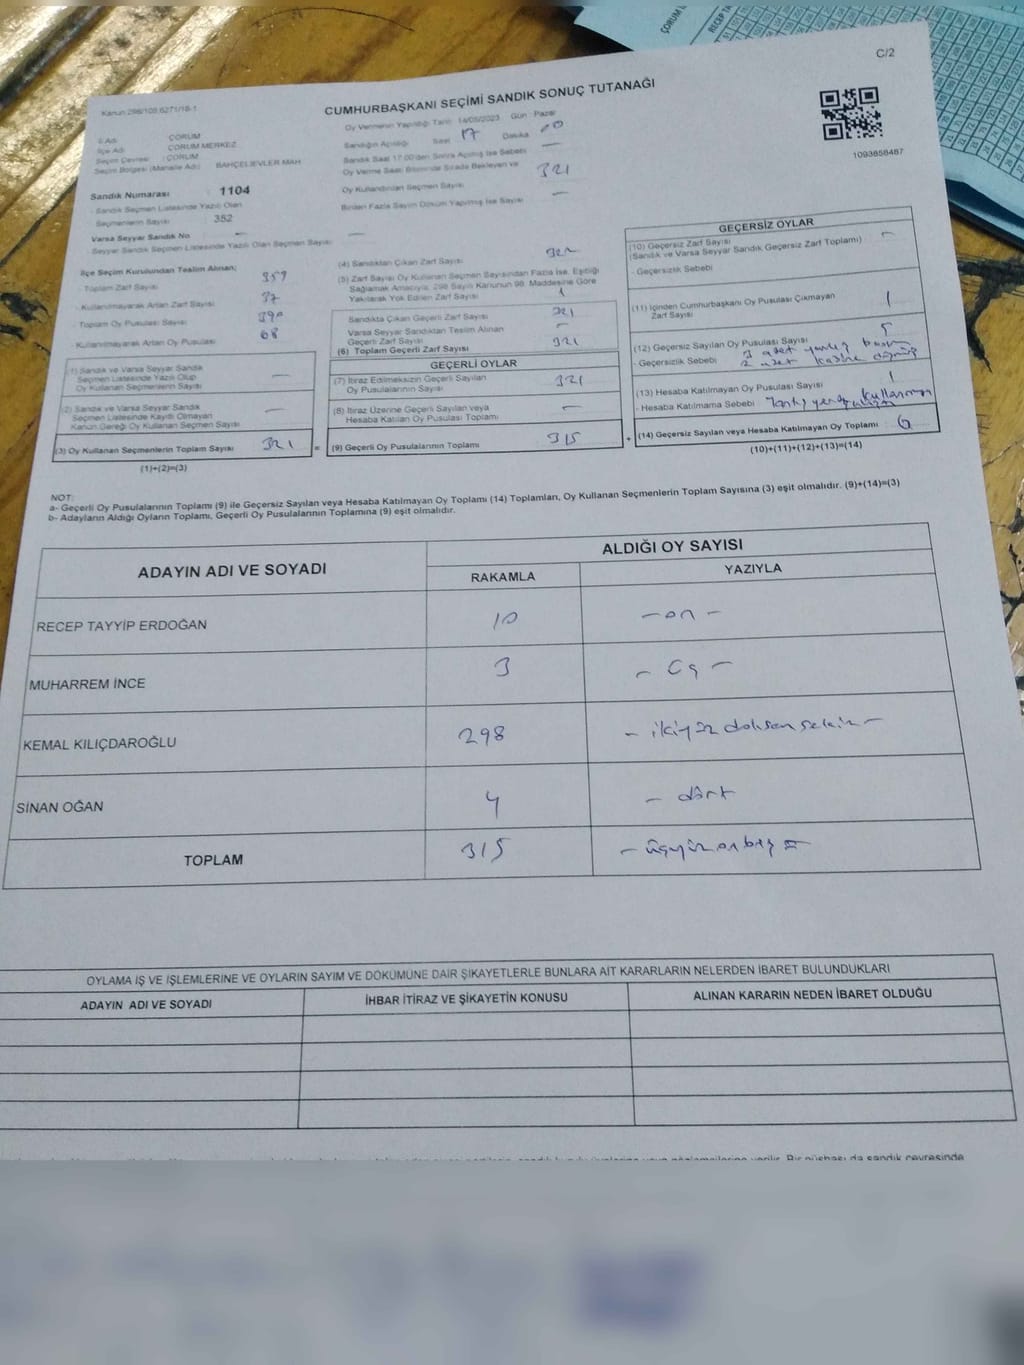 C/2
ÇORUM
RECEP TA
Kanun:298/105 6271/18-1
CUMHURBAŞKANI SEÇİMİ SANDIK SONUÇ TUTANAĞI
Oy Vermenin Yapıldığı Tarih: 14/05/2023 Gün: Pazar
Sandığın Açıldığı Saat 17 Dakika
Sandık Saat 17.00'den Sonra Açılmış İse Sebebi
Oy Verme Saati Bitiminde Sırada Bekleyen ve
Oy Kullandırılan Seçmen Sayısı 321
Birden Fazla Sayım Döküm Yapılmış İse Sayısı —
1093858487
İl Adı ÇORUM
İlçe Adı ÇORUM MERKEZ
Seçim Çevresi : ÇORUM
Seçim Bölgesi (Mahalle Adı) BAHÇELİEVLER MAH
Sandık Numarası : 1104
- Sandık Seçmen Listesinde Yazılı Olan
Seçmenlerin Sayısı : 352
Varsa Seyyar Sandık No —
- Seyyar Sandık Seçmen Listesinde Yazılı Olan Seçmen Sayısı —
İlçe Seçim Kurulundan Teslim Alınan;
- Toplam Zarf Sayısı 359
- Kullanılmayarak Artan Zarf Sayısı 37
- Toplam Oy Pusulası Sayısı 390
- Kullanılmayarak Artan Oy Pusulası 68
(1) Sandık ve Varsa Seyyar Sandık
Seçmen Listesinde Yazılı Olup
Oy Kullanan Seçmenlerin Sayısı —
(2) Sandık ve Varsa Seyyar Sandık
Seçmen Listesinde Kayıtlı Olmayan
Kanun Gereği Oy Kullanan Seçmen Sayısı —
(3) Oy Kullanan Seçmenlerin Toplam Sayısı 321 =
(1)+(2)=(3)
(4) Sandıktan Çıkan Zarf Sayısı 322
(5) Zarf Sayısı Oy Kullanan Seçmen Sayısından Fazla İse, Eşitliği
Sağlamak Amacıyla, 298 Sayılı Kanunun 98. Maddesine Göre
Yakılarak Yok Edilen Zarf Sayısı 1
Sandıkta Çıkan Geçerli Zarf Sayısı 321
Varsa Seyyar Sandıktan Teslim Alınan
Geçerli Zarf Sayısı —
(6) Toplam Geçerli Zarf Sayısı 321
GEÇERLİ OYLAR
(7) İtiraz Edilmeksizin Geçerli Sayılan
Oy Pusulalarının Sayısı 321
(8) İtiraz Üzerine Geçerli Sayılan veya
Hesaba Katılan Oy Pusulası Toplamı —
(9) Geçerli Oy Pusulalarının Toplamı 315 +
GEÇERSİZ OYLAR
(10) Geçersiz Zarf Sayısı —
(Sandık ve Varsa Seyyar Sandık Geçersiz Zarf Toplamı)
- Geçersizlik Sebebi
(11) İçinden Cumhurbaşkanı Oy Pusulası Çıkmayan
Zarf Sayısı 1
(12) Geçersiz Sayılan Oy Pusulası Sayısı 5
- Geçersizlik Sebebi 3 adet yanlış
2 adet
(13) Hesaba Katılmayan Oy Pusulası Sayısı 1
- Hesaba Katılmama Sebebi
(14) Geçersiz Sayılan veya Hesaba Katılmayan Oy Toplamı 6
(10)+(11)+(12)+(13)=(14)
NOT:
a- Geçerli Oy Pusulalarının Toplamı (9) ile Geçersiz Sayılan veya Hesaba Katılmayan Oy Toplamı (14) Toplamları, Oy Kullanan Seçmenlerin Toplam Sayısına (3) eşit olmalıdır. (9)+(14)=(3)
b- Adayların Aldığı Oyların Toplamı, Geçerli Oy Pusulalarının Toplamına (9) eşit olmalıdır.
ADAYIN ADI VE SOYADI ALDIĞI OY SAYISI
RAKAMLA YAZIYLA
RECEP TAYYİP ERDOĞAN 10 — on —
MUHARREM İNCE 3 — üç —
KEMAL KILIÇDAROĞLU 298 — ikiyüz doksan sekiz —
SİNAN OĞAN 4 — dört
TOPLAM 315 — üçyüz on beş =
OYLAMA İŞ VE İŞLEMLERİNE VE OYLARIN SAYIM VE DÖKÜMÜNE DAİR ŞİKAYETLERLE BUNLARA AİT KARARLARIN NELERDEN İBARET BULUNDUKLARI
ADAYIN ADI VE SOYADI İHBAR İTİRAZ VE ŞİKAYETİN KONUSU ALINAN KARARIN NEDEN İBARET OLDUĞU
verilir. Bir nüshası da sandık çevresinde